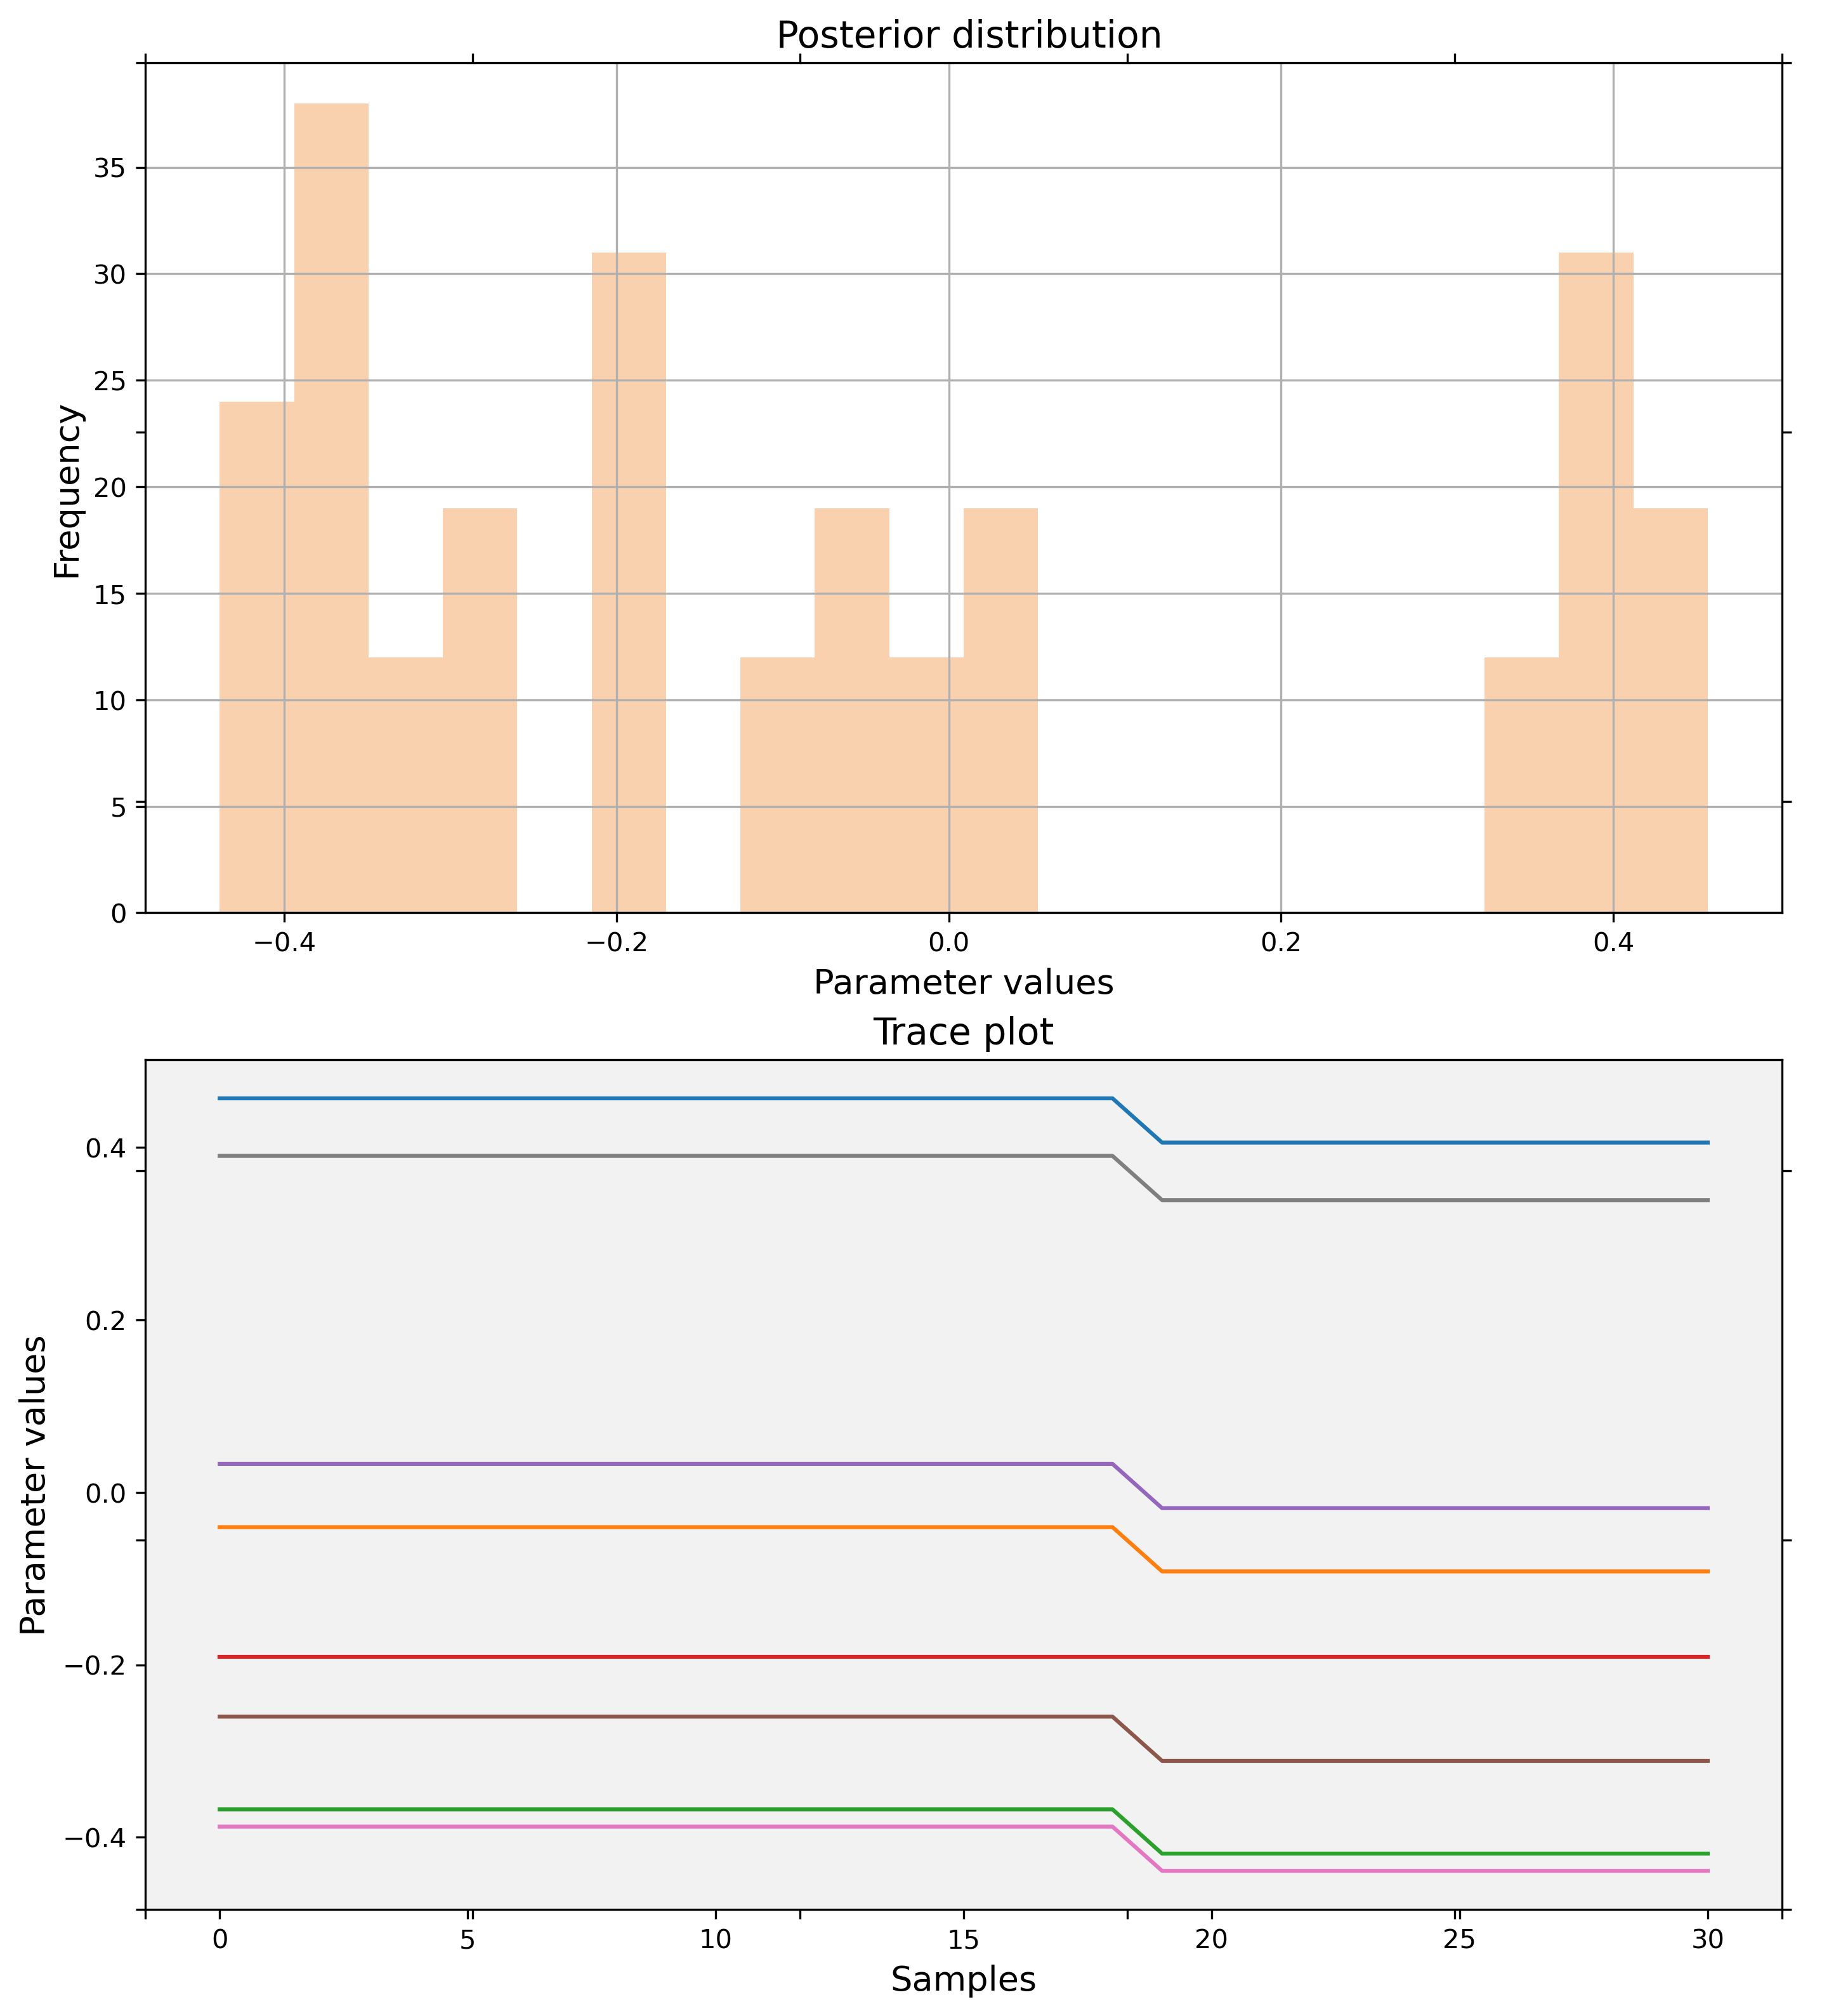 Posterior distribution
35
30
25
20
15
10
5
0
Frequency
−0.4 −0.2 0.0 0.2 0.4
Parameter values
Trace plot
0.4
0.2
0.0
−0.2
−0.4
Parameter values
0 5 10 15 20 25 30
Samples